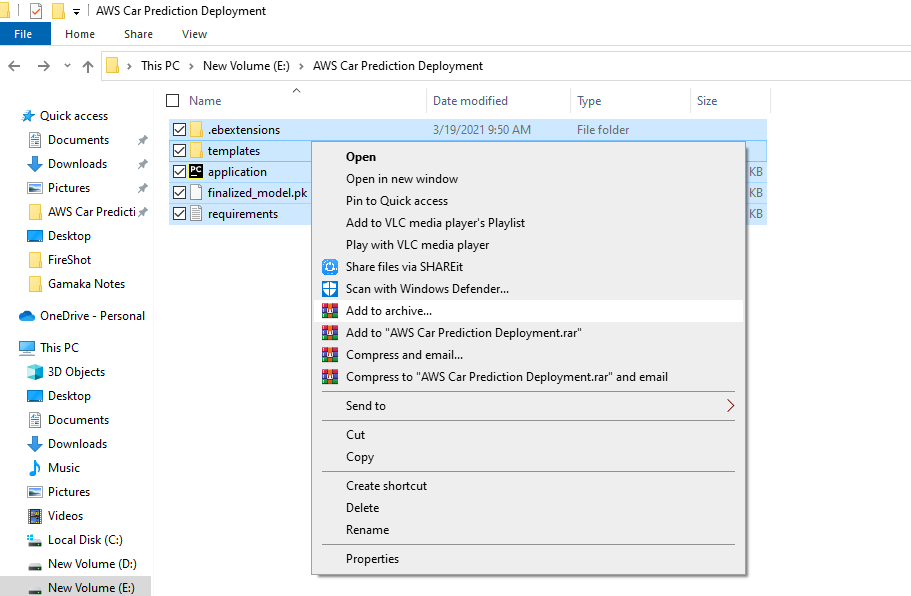 AWS Car Prediction Deployment
File Home Share View
This PC New Volume (E:) AWS Car Prediction Deployment
Name Date modified Type Size
Quick access
Documents
Downloads
Pictures
AWS Car Predicti
Desktop
FireShot
Gamaka Notes
OneDrive - Personal
This PC
3D Objects
Desktop
Documents
Downloads
Music
Pictures
Videos
Local Disk (C:)
New Volume (D:)
New Volume (E:)
.ebextensions 3/19/2021 9:50 AM File folder
templates
application KB
finalized_model.pk KB
requirements KB
Open
Open in new window
Pin to Quick access
Add to VLC media player's Playlist
Play with VLC media player
Share files via SHAREit
Scan with Windows Defender...
Add to archive...
Add to "AWS Car Prediction Deployment.rar"
Compress and email...
Compress to "AWS Car Prediction Deployment.rar" and email
Send to
Cut
Copy
Create shortcut
Delete
Rename
Properties